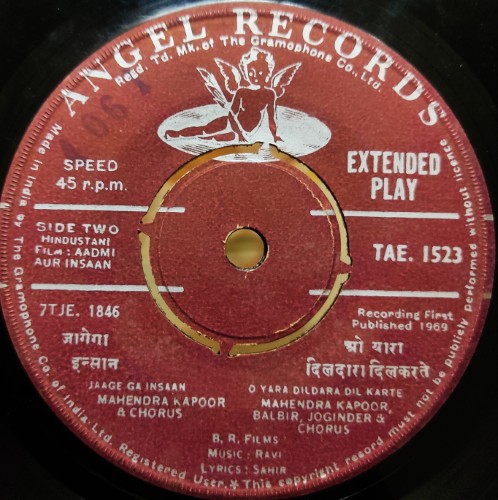 ANGEL RECORDS
Regd. Td. Mk. of The Gramophone Co., Ltd.
SPEED
45 r.p.m.
EXTENDED
PLAY
SIDE TWO
HINDUSTANI
FILM: AADMI
AUR INSAAN
TAE. 1523
7TJE. 1846
Recording First
Published 1969
जागेगा
इन्सान
JAAGE GA INSAAN
MAHENDRA KAPOOR
& CHORUS
ओ यारा
दिलदारा दिलकरते
O YARA DILDARA DIL KARTE
MAHENDRA KAPOOR,
BALBIR, JOGINDER &
CHORUS
B. R. FILMS
MUSIC: RAVI
LYRICS: SAHIR
Made in India by The Gramophone Co. of India, Ltd. Registered User. ★ This copyright record must not be publicly performed without licence